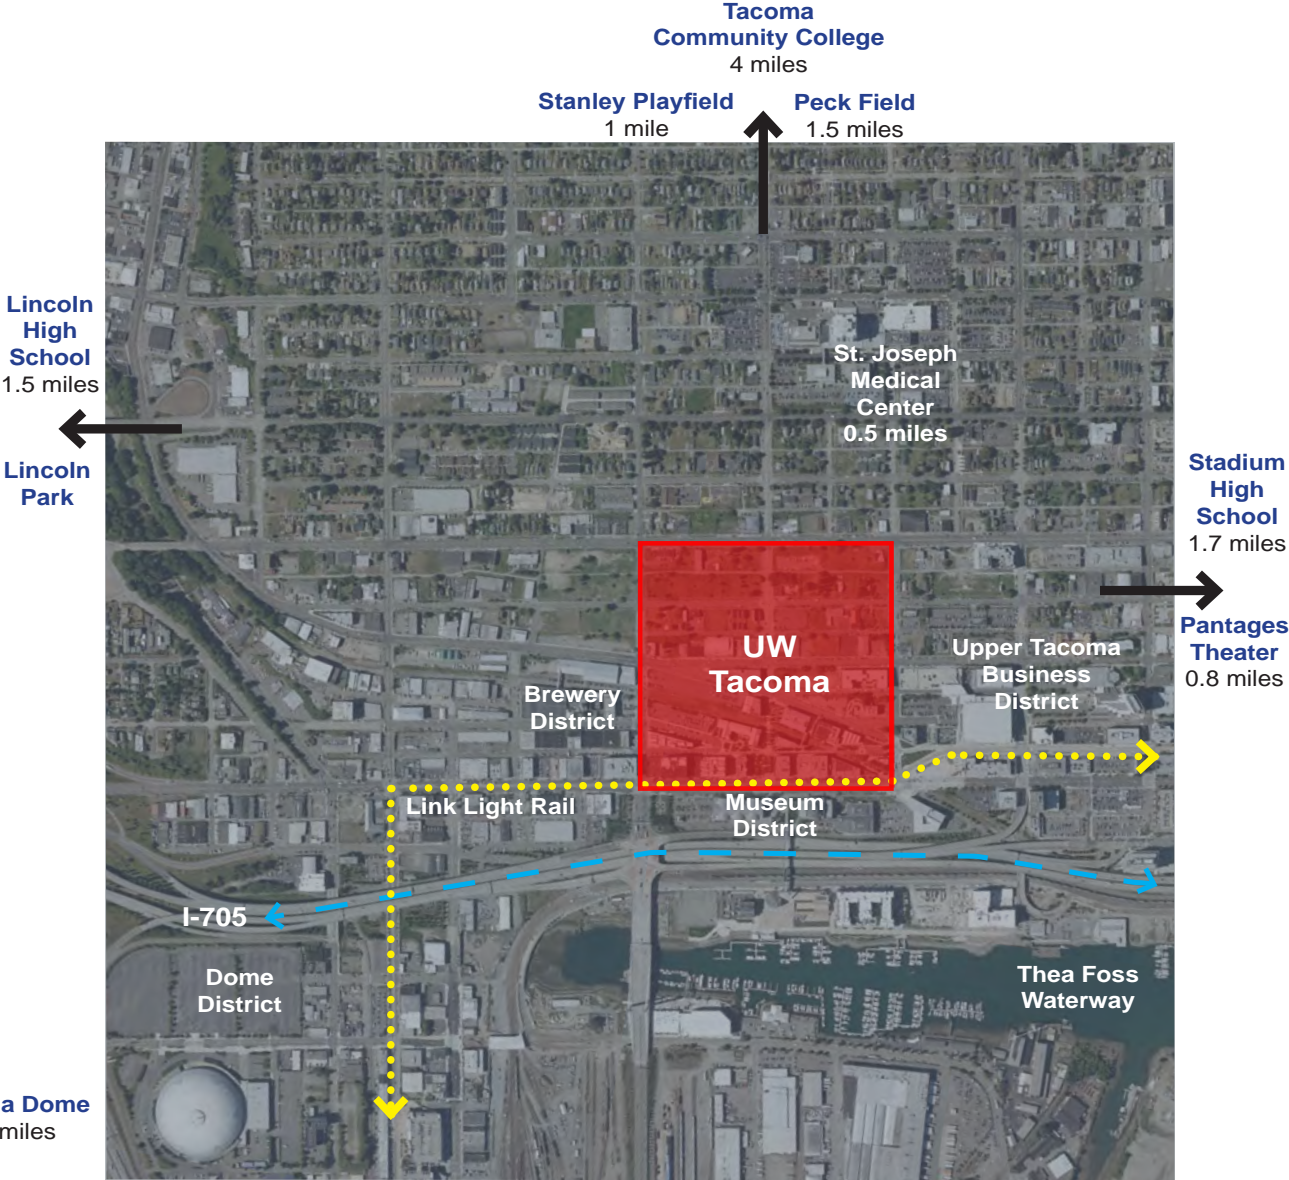 Tacoma
Community College
4 miles
Stanley Playfield
1 mile
Peck Field
1.5 miles
Lincoln
High
School
1.5 miles
Lincoln
Park
St. Joseph
Medical
Center
0.5 miles
Stadium
High
School
1.7 miles
Pantages
Theater
0.8 miles
UW
Tacoma
Upper Tacoma
Business
District
Brewery
District
Link Light Rail
Museum
District
I-705
Dome
District
Thea Foss
Waterway
a Dome
miles